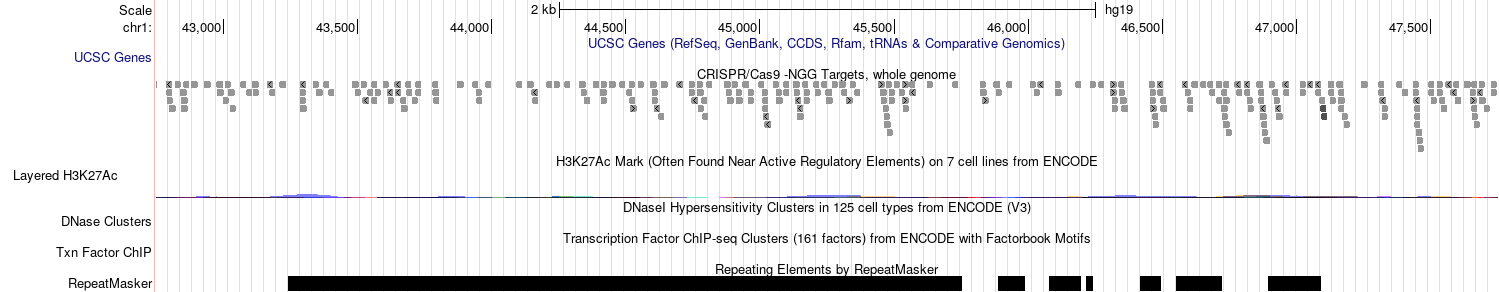 Scale 2 kb hg19
chr1: 43,000 43,500 44,000 44,500 45,000 45,500 46,000 46,500 47,000 47,500
UCSC Genes (RefSeq, GenBank, CCDS, Rfam, tRNAs & Comparative Genomics)
UCSC Genes
CRISPR/Cas9 -NGG Targets, whole genome
H3K27Ac Mark (Often Found Near Active Regulatory Elements) on 7 cell lines from ENCODE
Layered H3K27Ac
DNaseI Hypersensitivity Clusters in 125 cell types from ENCODE (V3)
DNase Clusters
Transcription Factor ChIP-seq Clusters (161 factors) from ENCODE with Factorbook Motifs
Txn Factor ChIP
Repeating Elements by RepeatMasker
RepeatMasker